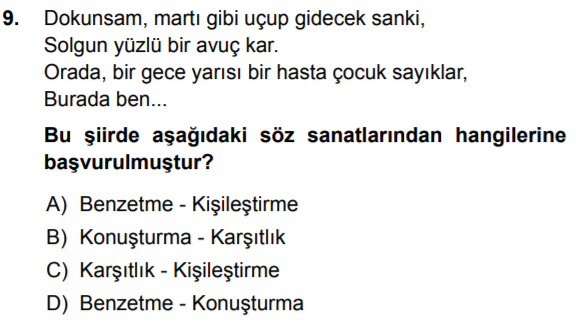 9. Dokunsam, martı gibi uçup gidecek sanki,
Solgun yüzlü bir avuç kar.
Orada, bir gece yarısı bir hasta çocuk sayıklar,
Burada ben...
Bu şiirde aşağıdaki söz sanatlarından hangilerine
başvurulmuştur?
A) Benzetme - Kişileştirme
B) Konuşturma - Karşıtlık
C) Karşıtlık - Kişileştirme
D) Benzetme - Konuşturma